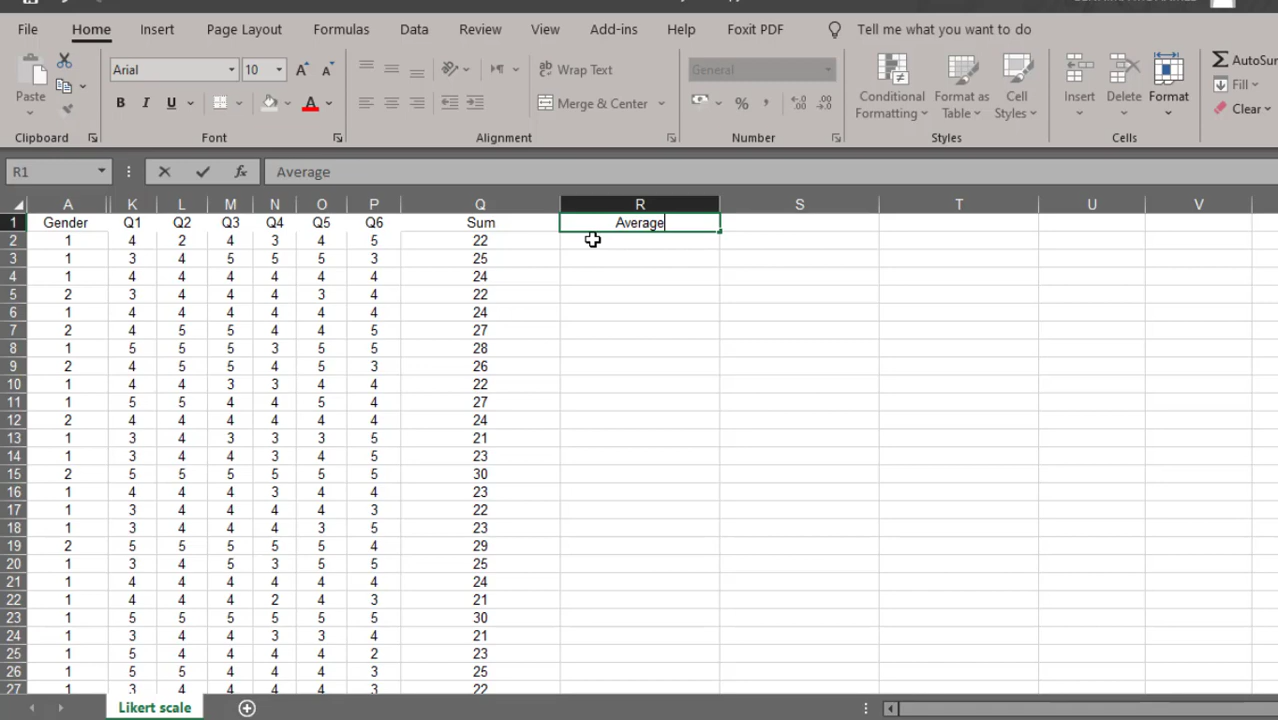 File Home Insert Page Layout Formulas Data Review View Add-ins Help Foxit PDF Tell me what you want to do
Arial 10 Wrap Text General AutoSum
Paste B I U Merge & Center % , Conditional Formatting Format as Table Cell Styles Insert Delete Format Fill Clear
Clipboard Font Alignment Number Styles Cells
R1 fx Average
A K L M N O P Q R S T U V
1 Gender Q1 Q2 Q3 Q4 Q5 Q6 Sum Average
2 1 4 2 4 3 4 5 22
3 1 3 4 5 5 5 3 25
4 1 4 4 4 4 4 4 24
5 2 3 4 4 4 3 4 22
6 1 4 4 4 4 4 4 24
7 2 4 5 5 4 4 5 27
8 1 5 5 5 3 5 5 28
9 2 4 5 5 4 5 3 26
10 1 4 4 3 3 4 4 22
11 1 5 5 4 4 5 4 27
12 2 4 4 4 4 4 4 24
13 1 3 4 3 3 3 5 21
14 1 3 4 4 3 4 5 23
15 2 5 5 5 5 5 5 30
16 1 4 4 4 3 4 4 23
17 1 3 4 4 4 4 3 22
18 1 3 4 4 4 3 5 23
19 2 5 5 5 5 5 4 29
20 1 3 4 5 3 5 5 25
21 1 4 4 4 4 4 4 24
22 1 4 4 4 2 4 3 21
23 1 5 5 5 5 5 5 30
24 1 3 4 4 3 3 4 21
25 1 5 4 4 4 4 2 23
26 1 5 5 4 4 4 3 25
27 1 3 4 4 4 4 3 22
Likert scale